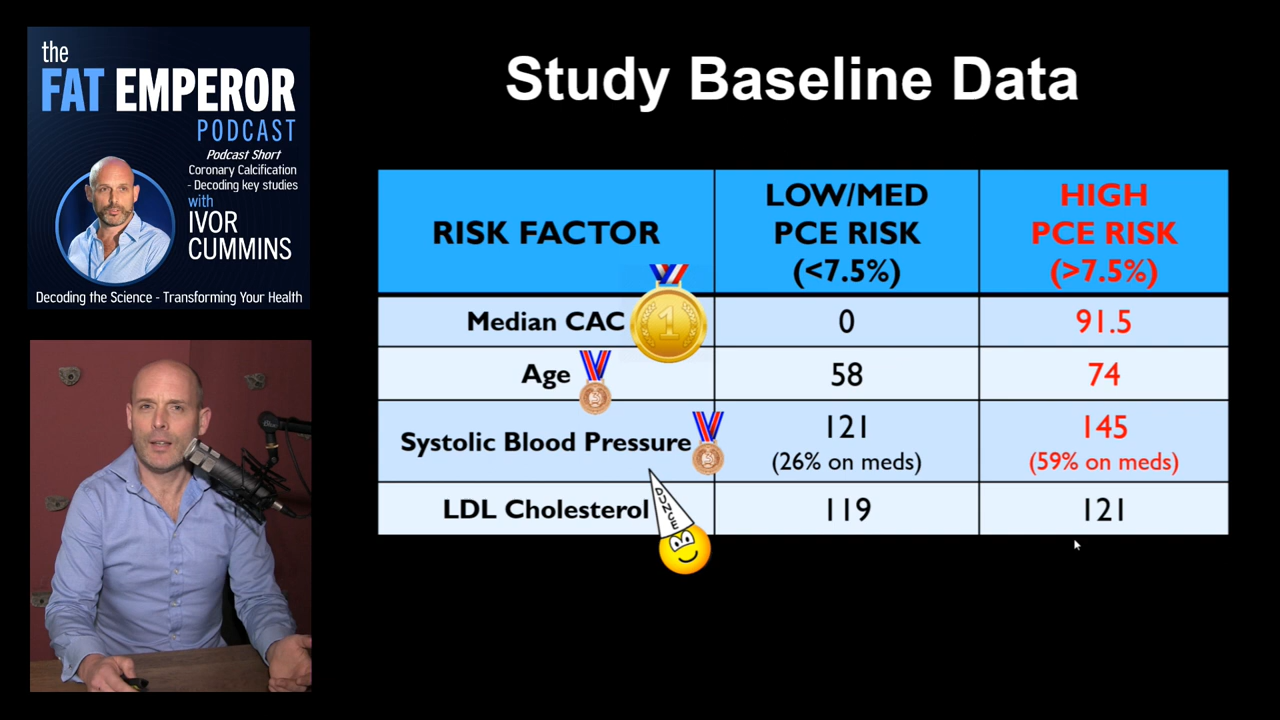 the
FAT EMPEROR
PODCAST
Podcast Short
Coronary Calcification
- Decoding key studies
with
IVOR
CUMMINS
Decoding the Science - Transforming Your Health
Study Baseline Data
RISK FACTOR
LOW/MED
PCE RISK
(<7.5%)
HIGH
PCE RISK
(>7.5%)
Median CAC
1
0
91.5
Age
58
74
Systolic Blood Pressure
121
(26% on meds)
145
(59% on meds)
LDL Cholesterol
DUNCE
119
121